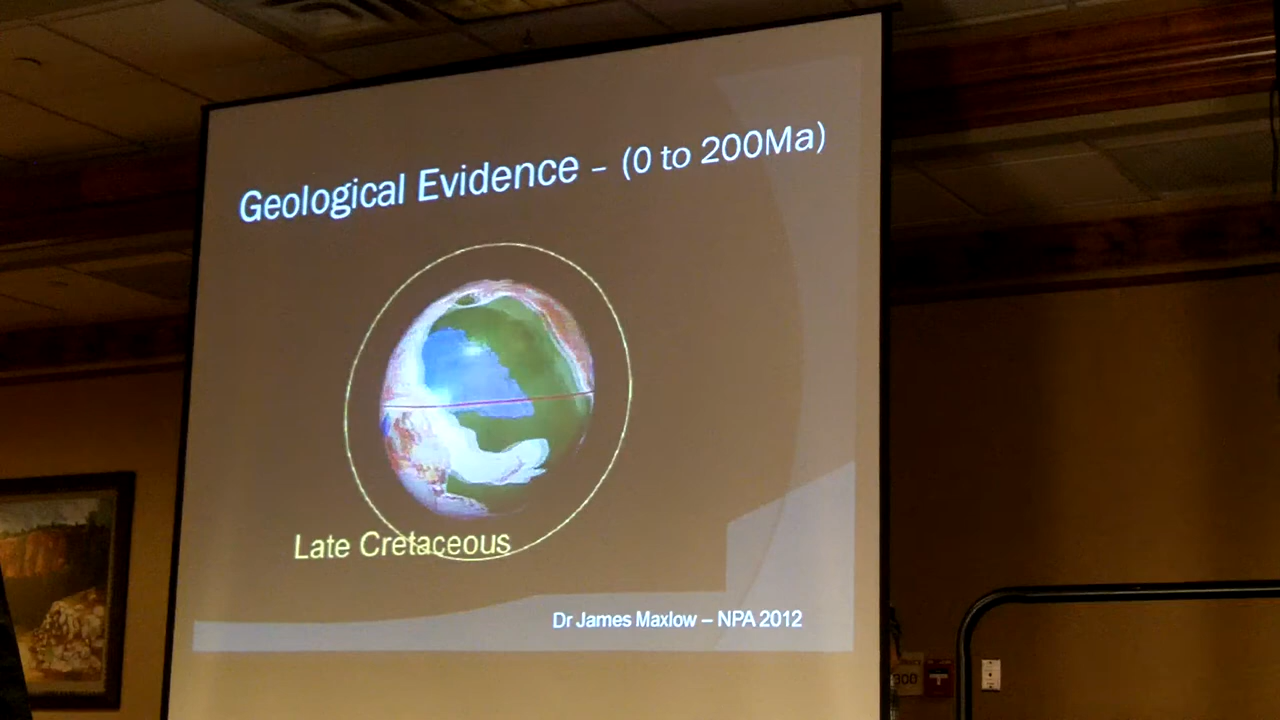 Geological Evidence – (0 to 200Ma)
Late Cretaceous
Dr James Maxlow – NPA 2012